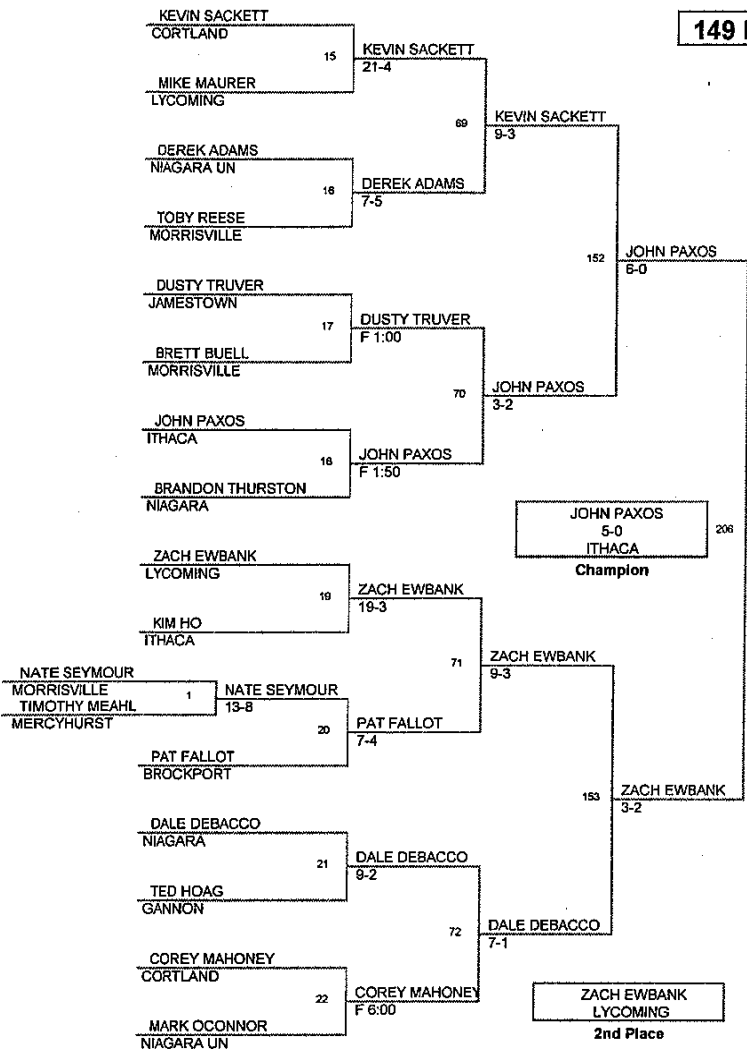 149
KEVIN SACKETT
CORTLAND
15
KEVIN SACKETT
21-4
MIKE MAURER
LYCOMING
69
KEVIN SACKETT
9-3
DEREK ADAMS
NIAGARA UN
16
DEREK ADAMS
7-5
TOBY REESE
MORRISVILLE
152
JOHN PAXOS
6-0
DUSTY TRUVER
JAMESTOWN
17
DUSTY TRUVER
F 1:00
BRETT BUELL
MORRISVILLE
70
JOHN PAXOS
3-2
JOHN PAXOS
ITHACA
16
JOHN PAXOS
F 1:50
BRANDON THURSTON
NIAGARA
JOHN PAXOS
5-0
ITHACA
Champion
206
ZACH EWBANK
LYCOMING
19
ZACH EWBANK
19-3
KIM HO
ITHACA
71
ZACH EWBANK
9-3
NATE SEYMOUR
MORRISVILLE
1
TIMOTHY MEAHL
MERCYHURST
NATE SEYMOUR
13-8
20
PAT FALLOT
7-4
PAT FALLOT
BROCKPORT
153
ZACH EWBANK
3-2
DALE DEBACCO
NIAGARA
21
DALE DEBACCO
9-2
TED HOAG
GANNON
72
DALE DEBACCO
7-1
COREY MAHONEY
CORTLAND
22
COREY MAHONEY
F 6:00
MARK OCONNOR
NIAGARA UN
ZACH EWBANK
LYCOMING
2nd Place